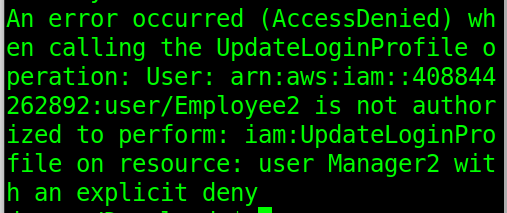 An error occurred (AccessDenied) wh
en calling the UpdateLoginProfile o
peration: User: arn:aws:iam::408844
262892:user/Employee2 is not author
ized to perform: iam:UpdateLoginPro
file on resource: user Manager2 wit
h an explicit deny